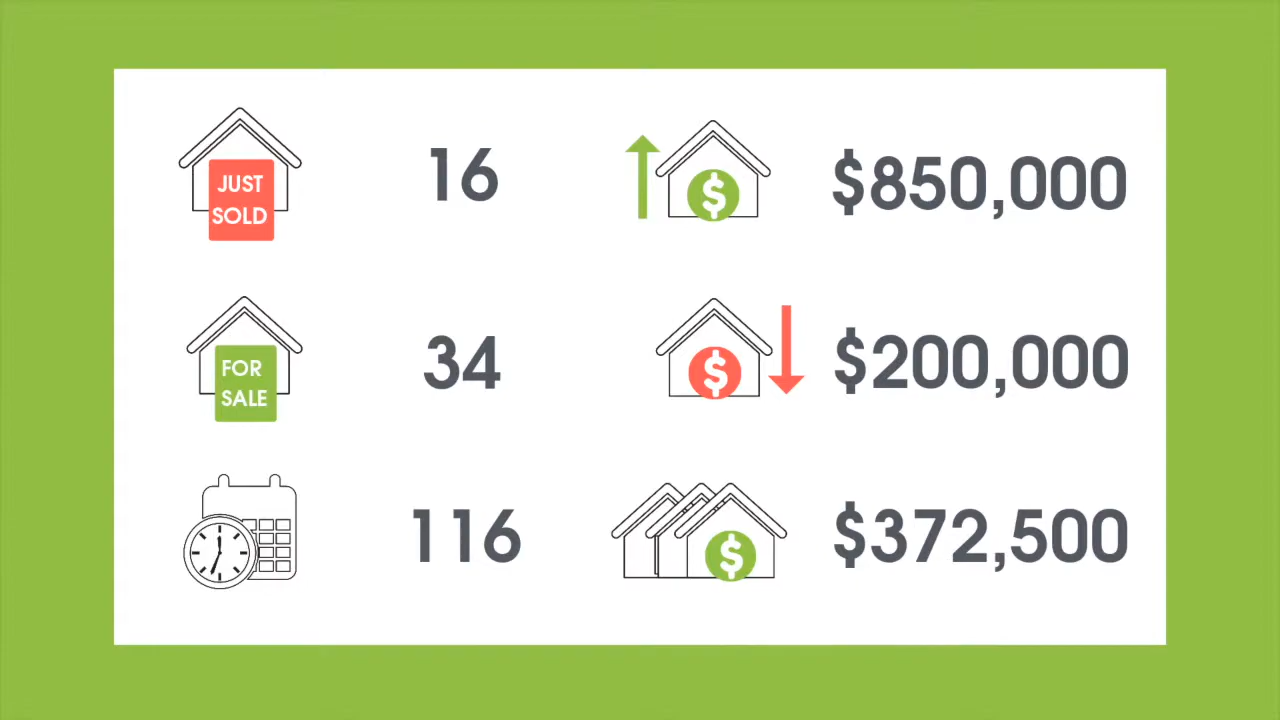 JUST
SOLD
16
$
$850,000
FOR
SALE
34
$
$200,000
116
$
$372,500